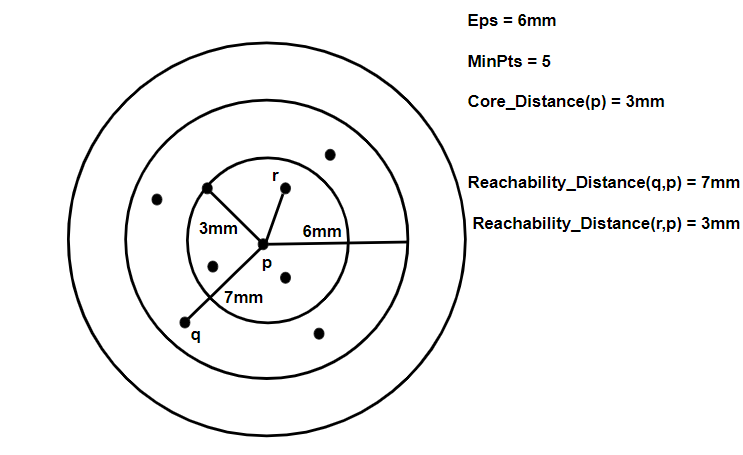 Eps = 6mm
MinPts = 5
Core_Distance(p) = 3mm
r
Reachability_Distance(q,p) = 7mm
3mm
6mm
Reachability_Distance(r,p) = 3mm
p
7mm
q